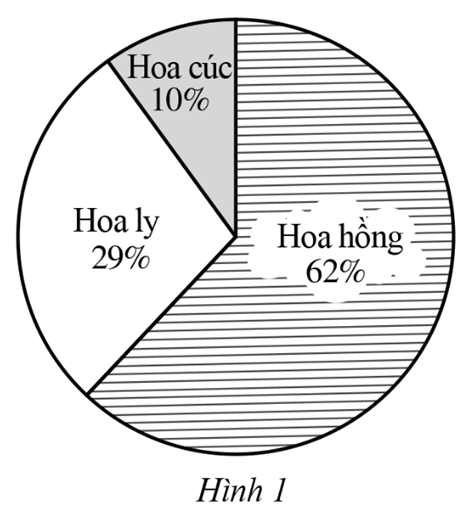 Hoa cúc
10%
Hoa ly
29%
Hoa hồng
62%
Hình 1